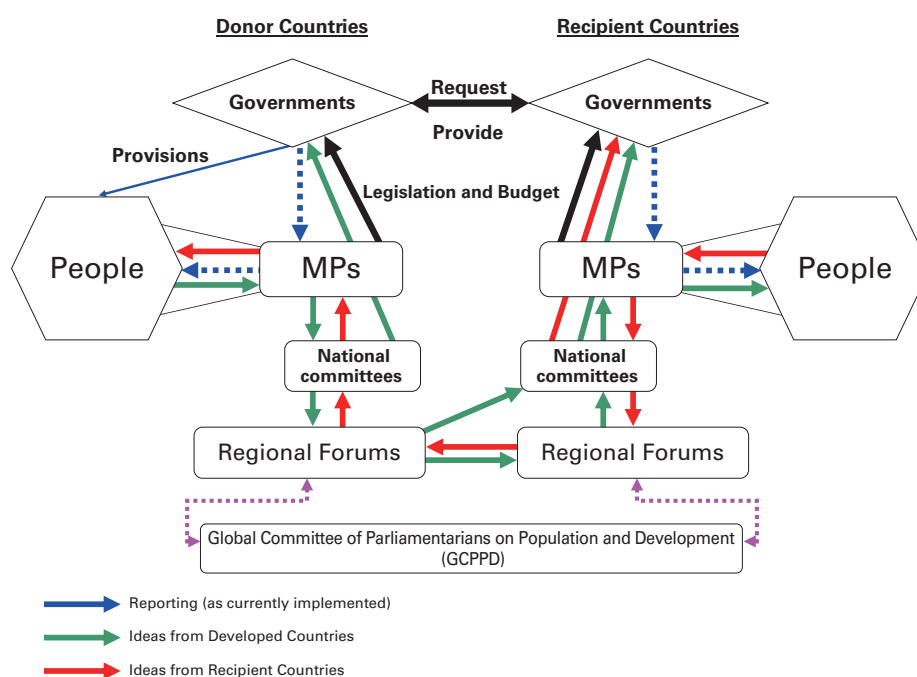 Donor Countries
Recipient Countries
Governments
Request
Provide
Governments
Provisions
Legislation and Budget
People
MPs
MPs
People
National
committees
National
committees
Regional Forums
Regional Forums
Global Committee of Parliamentarians on Population and Development
(GCPPD)
Reporting (as currently implemented)
Ideas from Developed Countries
Ideas from Recipient Countries